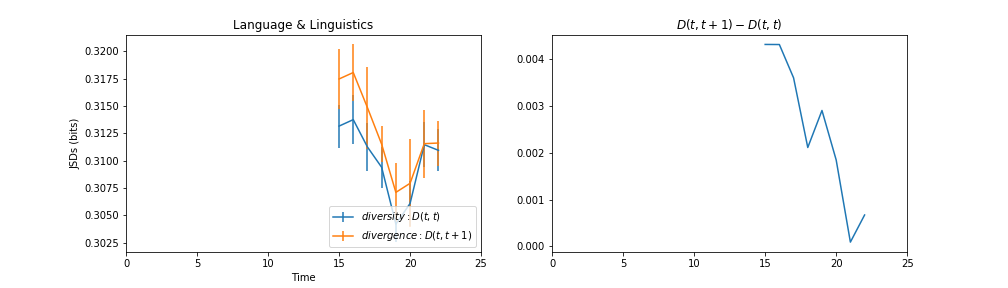 Language & Linguistics
JSDs (bits)
0.3200
0.3175
0.3150
0.3125
0.3100
0.3075
0.3050
0.3025
0 5 10 15 20 25
Time
diversity: D(t, t)
divergence: D(t, t + 1)
D(t, t + 1) − D(t, t)
0.004
0.003
0.002
0.001
0.000
0 5 10 15 20 25